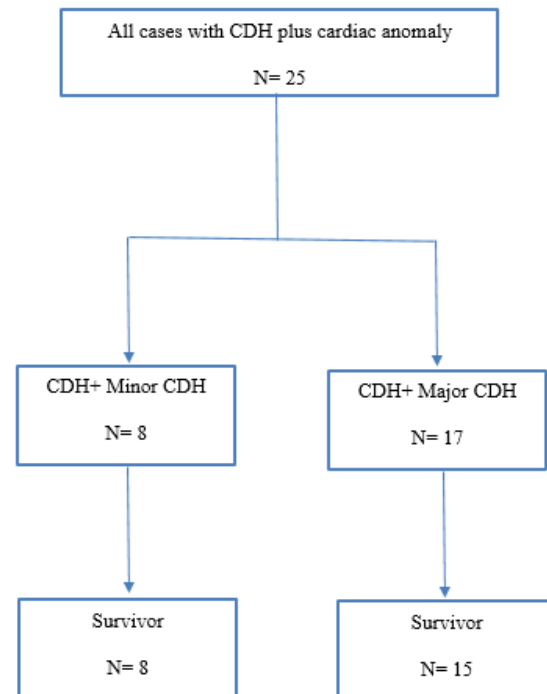 All cases with CDH plus cardiac anomaly
N= 25
CDH+ Minor CDH
N= 8
CDH+ Major CDH
N= 17
Survivor
N= 8
Survivor
N= 15